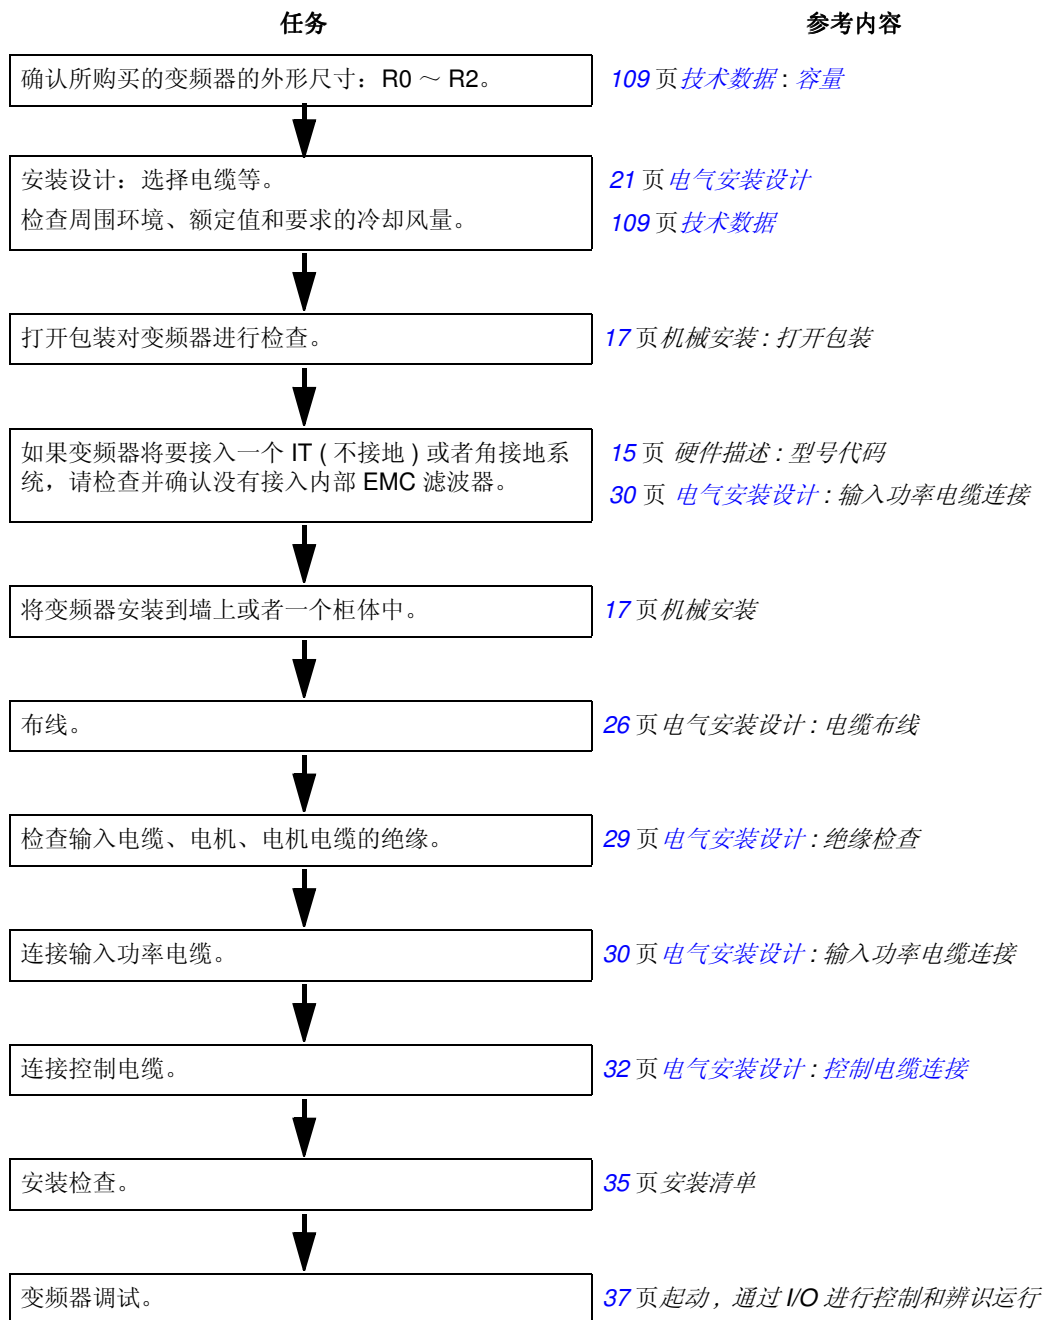 任务
参考内容
确认所购买的变频器的外形尺寸：R0 ～ R2。
109 页技术数据 : 容量
安装设计：选择电缆等。
21 页电气安装设计
检查周围环境、额定值和要求的冷却风量。
109 页技术数据
打开包装对变频器进行检查。
17 页机械安装 : 打开包装
如果变频器将要接入一个 IT ( 不接地 ) 或者角接地系
15 页 硬件描述 : 型号代码
统，请检查并确认没有接入内部 EMC 滤波器。
30 页 电气安装设计 : 输入功率电缆连接
将变频器安装到墙上或者一个柜体中。
17 页机械安装
布线。
26 页电气安装设计 : 电缆布线
检查输入电缆、电机、电机电缆的绝缘。
29 页电气安装设计 : 绝缘检查
连接输入功率电缆。
30 页电气安装设计 : 输入功率电缆连接
连接控制电缆。
32 页电气安装设计 : 控制电缆连接
安装检查。
35 页安装清单
变频器调试。
37 页起动 , 通过 I/O 进行控制和辨识运行